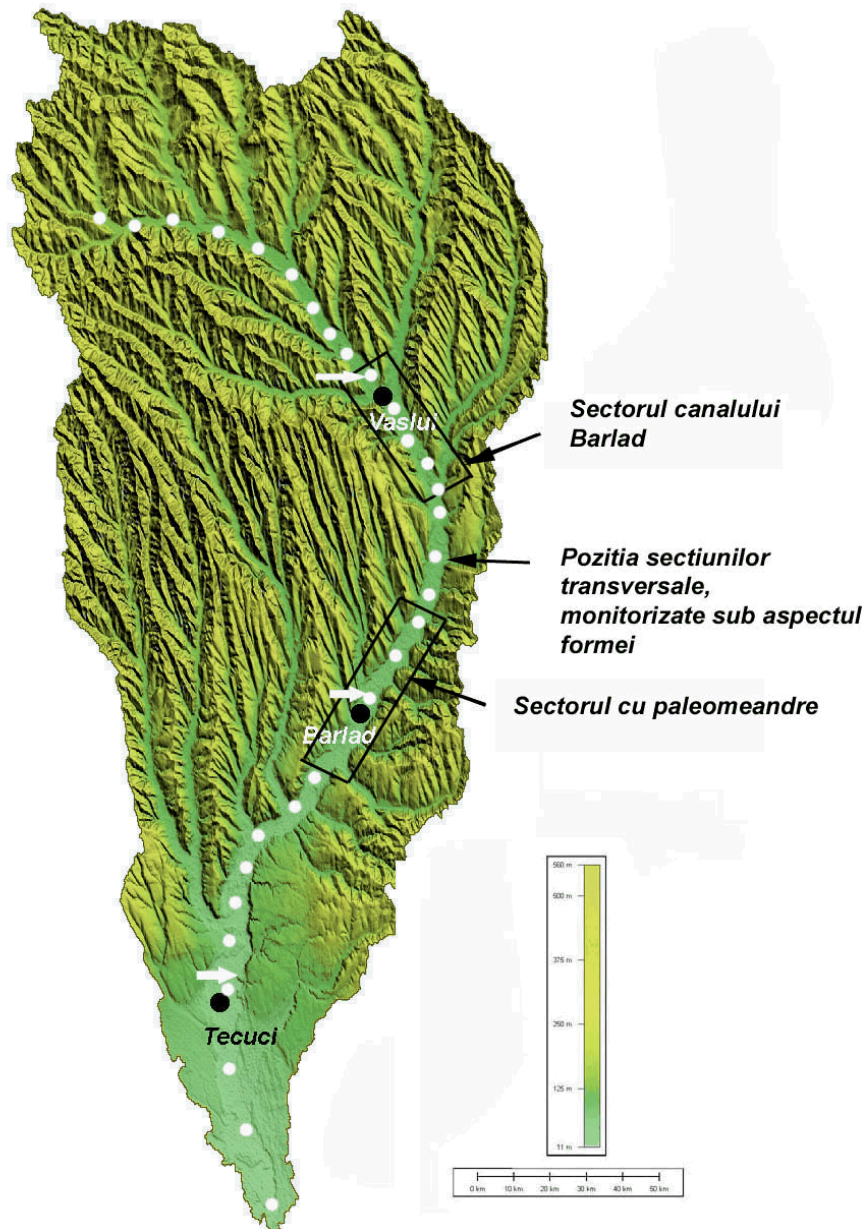 Vaslui
Sectorul canalului
Barlad
Pozitia sectiunilor
transversale,
monitorizate sub aspectul
formei
Sectorul cu paleomeandre
Barlad
Tecuci
560 m
500 m
375 m
250 m
125 m
11 m
0 km 10 km 20 km 30 km 40 km 50 km